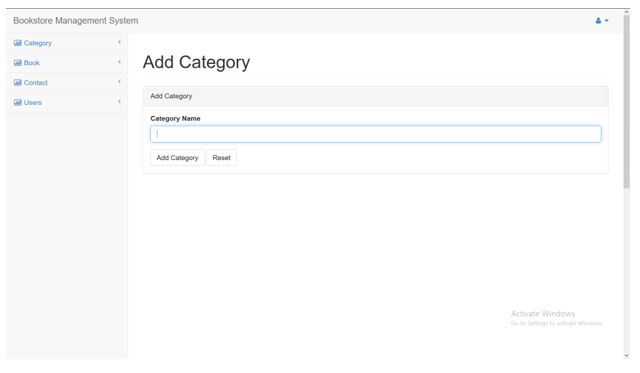 Bookstore Management System
Category
Book
Contact
Users
Add Category
Add Category
Category Name
Add Category Reset
Activate Windows
Go to Settings to activate Windows.